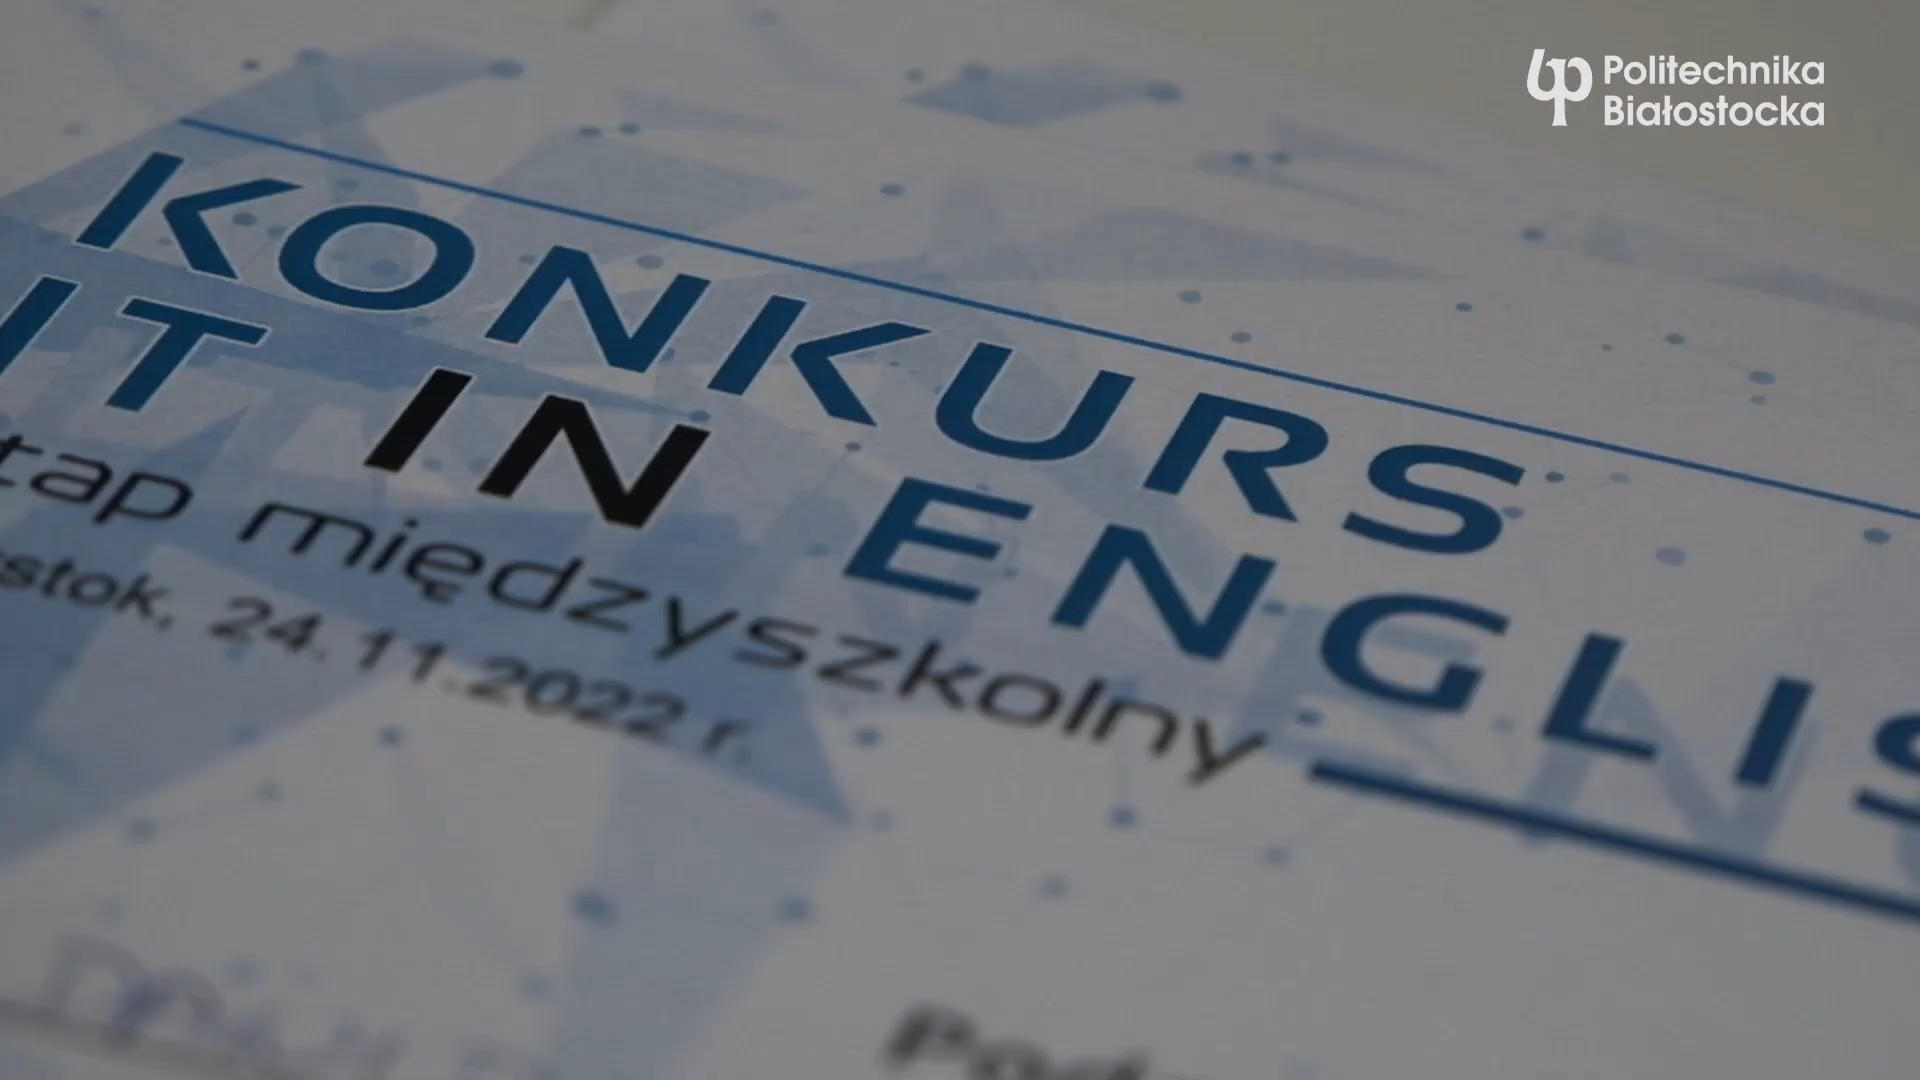 Politechnika
Białostocka
KONKURS
IT IN ENGLIS
tap międzyszkolny
stok, 24.11.2022 r.